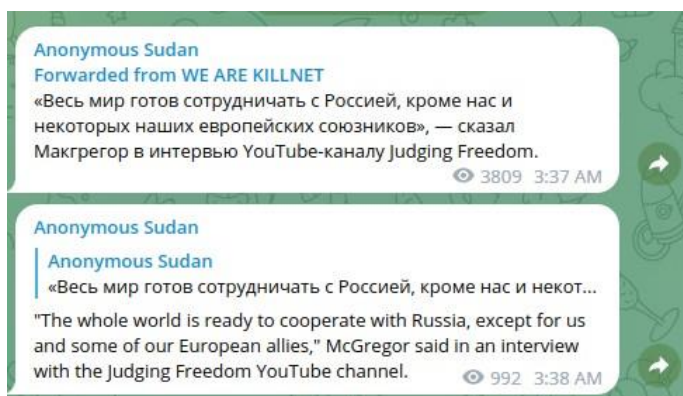 Anonymous Sudan
Forwarded from WE ARE KILLNET
«Весь мир готов сотрудничать с Россией, кроме нас и
некоторых наших европейских союзников», — сказал
Макгрегор в интервью YouTube-каналу Judging Freedom.
3809 3:37 AM
Anonymous Sudan
Anonymous Sudan
«Весь мир готов сотрудничать с Россией, кроме нас и некот...
"The whole world is ready to cooperate with Russia, except for us
and some of our European allies," McGregor said in an interview
with the Judging Freedom YouTube channel.
992 3:38 AM